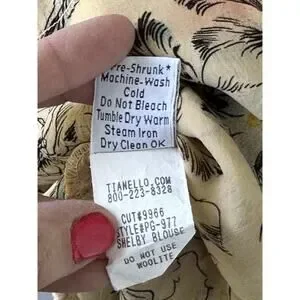 Pre-Shrunk*
Machine-Wash
Cold
Do Not Bleach
Tumble Dry Warm
Steam Iron
Dry Clean OK
TIANELLO.COM
800-223-8328
CUT#9966
STYLE#PG-977
SHELBY BLOUSE
DO NOT USE
WOOLITE